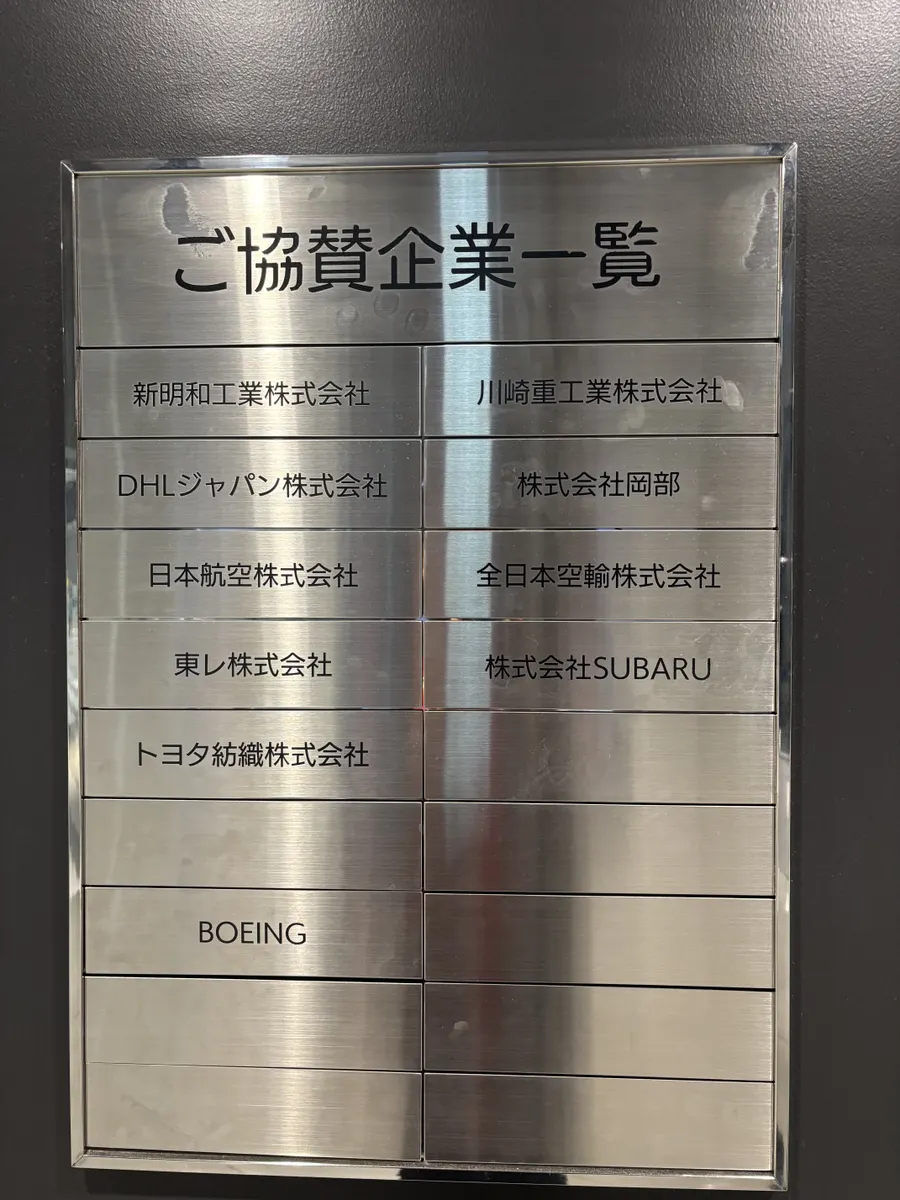 ご協賛企業一覧
新明和工業株式会社
川崎重工業株式会社
DHLジャパン株式会社
株式会社岡部
日本航空株式会社
全日本空輸株式会社
東レ株式会社
株式会社SUBARU
トヨタ紡織株式会社
BOEING